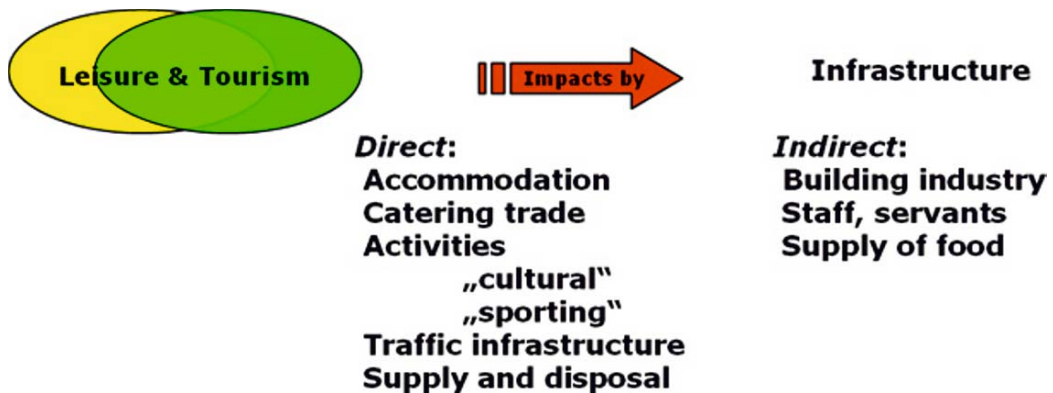 Leisure & Tourism
Impacts by
Infrastructure
Direct:
Accommodation
Catering trade
Activities
„cultural“
„sporting“
Traffic infrastructure
Supply and disposal
Indirect:
Building industry
Staff, servants
Supply of food